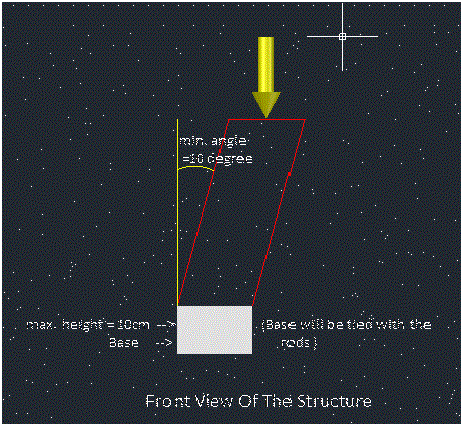 min. angle
=10 degree
max. height = 10cm -->
(Base will be tied with the
Base -->
rods )
Front View Of The Structure